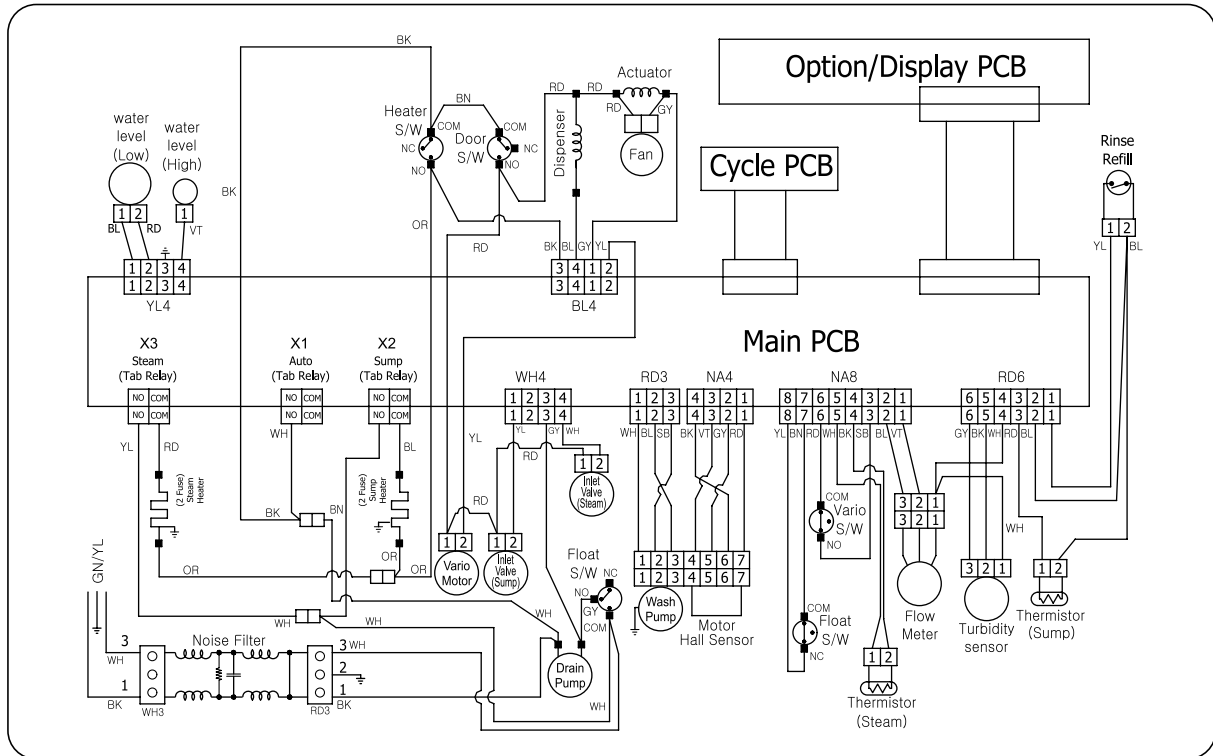 Option/Display PCB
Cycle PCB
Main PCB
BK
BK
BN
Heater
S/W
COM
NC
NO
Door
S/W
COM
NC
NO
RD
RD
Actuator
RD
GY
Fan
Dispenser
Rinse
Refill
1 2
YL BL
water
level
(Low)
1 2
BL RD
water
level
(High)
1
VT
1 2 3 4
1 2 3 4
YL4
OR
RD
BK BL GY YL
3 4 1 2
3 4 1 2
BL4
X3
Steam
(Tab Relay)
NO COM
NO COM
X1
Auto
(Tab Relay)
NO COM
NO COM
X2
Sump
(Tab Relay)
NO COM
NO COM
WH4
1 2 3 4
1 2 3 4
YL GY WH
RD3
1 2 3
1 2 3
WH BL SB
NA4
4 3 2 1
4 3 2 1
BK VT GY RD
NA8
8 7 6 5 4 3 2 1
8 7 6 5 4 3 2 1
YL BN RD WH BK SB BL VT
RD6
6 5 4 3 2 1
6 5 4 3 2 1
GY BK WH RD BL
YL
RD
WH
BL
YL
RD
(2 Fuse) Steam
Heater
(2 Fuse) Sump
Heater
BK
BN
OR
OR
OR
RD
1 2
Vario
Motor
1 2
Inlet
Valve
(Sump)
1 2
Inlet
Valve
(Steam)
Float
S/W
NC
NO
GY
COM
1 2 3 4 5 6 7
1 2 3 4 5 6 7
Wash
Pump
Motor
Hall Sensor
COM
Vario
S/W
NO
COM
Float
S/W
NC
3 2 1
3 2 1
Flow
Meter
3 2 1
Turbidity
sensor
WH
1 2
Thermistor
(Sump)
1 2
Thermistor
(Steam)
GN/YL
WH
WH
WH
WH
Drain
Pump
3
WH
1
BK
WH3
Noise Filter
3 WH
2
1
BK
RD3